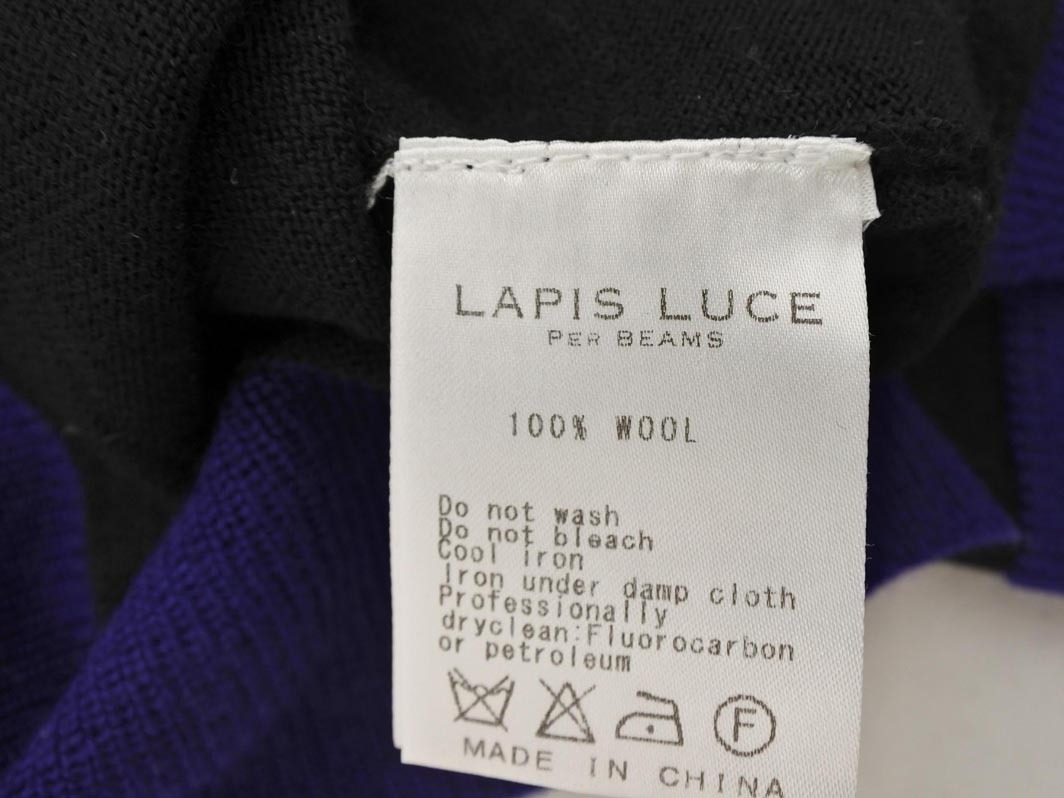 LAPIS LUCE
PER BEAMS
100% WOOL
Do not wash
Do not bleach
Cool iron
Iron under damp cloth
Professionally
dryclean:Fluorocarbon
or petroleum
F
MADE IN CHINA